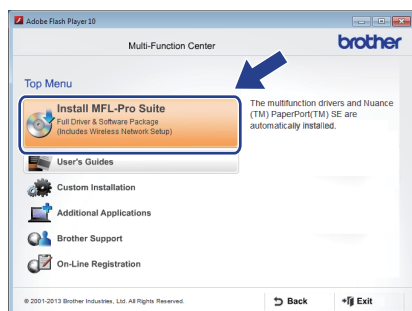 Adobe Flash Player 10
Multi-Function Center
brother
Top Menu
Install MFL-Pro Suite
Full Driver & Software Package
(Includes Wireless Network Setup)
The multifunction drivers and Nuance
(TM) PaperPort(TM) SE are
automatically installed.
User's Guides
Custom Installation
Additional Applications
Brother Support
On-Line Registration
© 2001-2013 Brother Industries, Ltd. All Rights Reserved.
Back
Exit